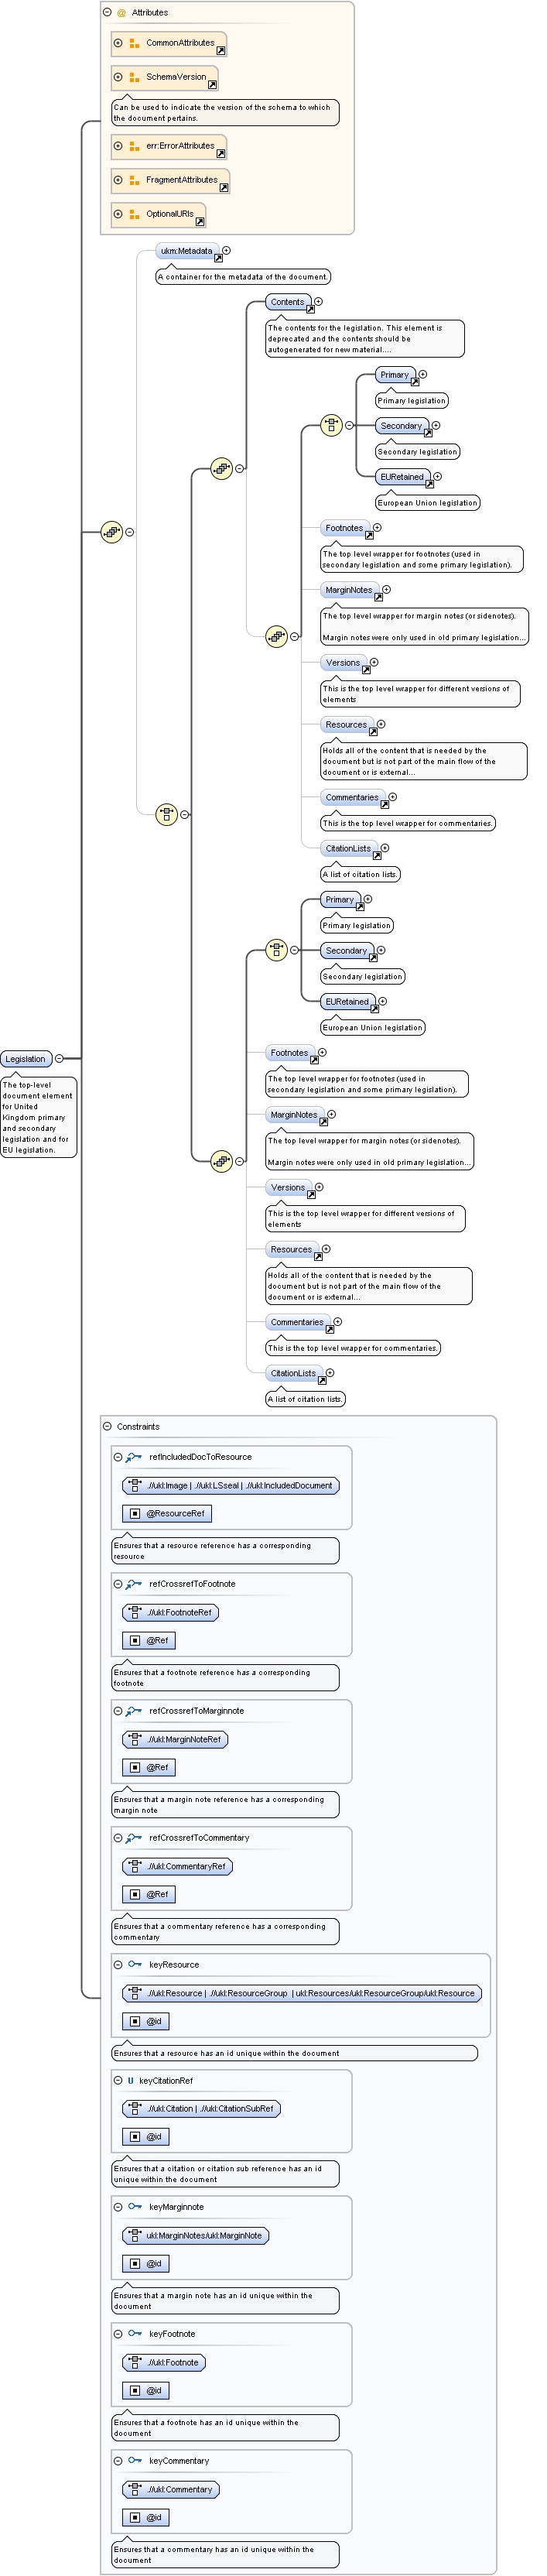 Attributes
CommonAttributes
SchemaVersion
Can be used to indicate the version of the schema to which
the document pertains.
err:ErrorAttributes
FragmentAttributes
OptionalURIs
ukm:Metadata
A container for the metadata of the document.
Contents
The contents for the legislation. This element is
deprecated and the contents should be
autogenerated for new material....
Primary
Primary legislation
Secondary
Secondary legislation
EURetained
European Union legislation
Footnotes
The top level wrapper for footnotes (used in
secondary legislation and some primary legislation).
MarginNotes
The top level wrapper for margin notes (or sidenotes).
Margin notes were only used in old primary legislation...
Versions
This is the top level wrapper for different versions of
elements
Resources
Holds all of the content that is needed by the
document but is not part of the main flow of the
document or is external...
Commentaries
This is the top level wrapper for commentaries.
CitationLists
A list of citation lists.
Primary
Primary legislation
Secondary
Secondary legislation
EURetained
European Union legislation
Legislation
The top-level
document element
for United
Kingdom primary
and secondary
legislation and for
EU legislation.
Footnotes
The top level wrapper for footnotes (used in
secondary legislation and some primary legislation).
MarginNotes
The top level wrapper for margin notes (or sidenotes).
Margin notes were only used in old primary legislation...
Versions
This is the top level wrapper for different versions of
elements
Resources
Holds all of the content that is needed by the
document but is not part of the main flow of the
document or is external...
Commentaries
This is the top level wrapper for commentaries.
CitationLists
A list of citation lists.
Constraints
refIncludedDocToResource
.//ukl:Image | .//ukl:LSseal | .//ukl:IncludedDocument
@ResourceRef
Ensures that a resource reference has a corresponding
resource
refCrossrefToFootnote
.//ukl:FootnoteRef
@Ref
Ensures that a footnote reference has a corresponding
footnote
refCrossrefToMarginnote
.//ukl:MarginNoteRef
@Ref
Ensures that a margin note reference has a corresponding
margin note
refCrossrefToCommentary
.//ukl:CommentaryRef
@Ref
Ensures that a commentary reference has a corresponding
commentary
keyResource
.//ukl:Resource | .//ukl:ResourceGroup | ukl:Resources/ukl:ResourceGroup/ukl:Resource
@id
Ensures that a resource has an id unique within the document
U keyCitationRef
.//ukl:Citation | .//ukl:CitationSubRef
@id
Ensures that a citation or citation sub reference has an id
unique within the document
keyMarginnote
ukl:MarginNotes/ukl:MarginNote
@id
Ensures that a margin note has an id unique within the
document
keyFootnote
.//ukl:Footnote
@id
Ensures that a footnote has an id unique within the
document
keyCommentary
.//ukl:Commentary
@id
Ensures that a commentary has an id unique within the
document